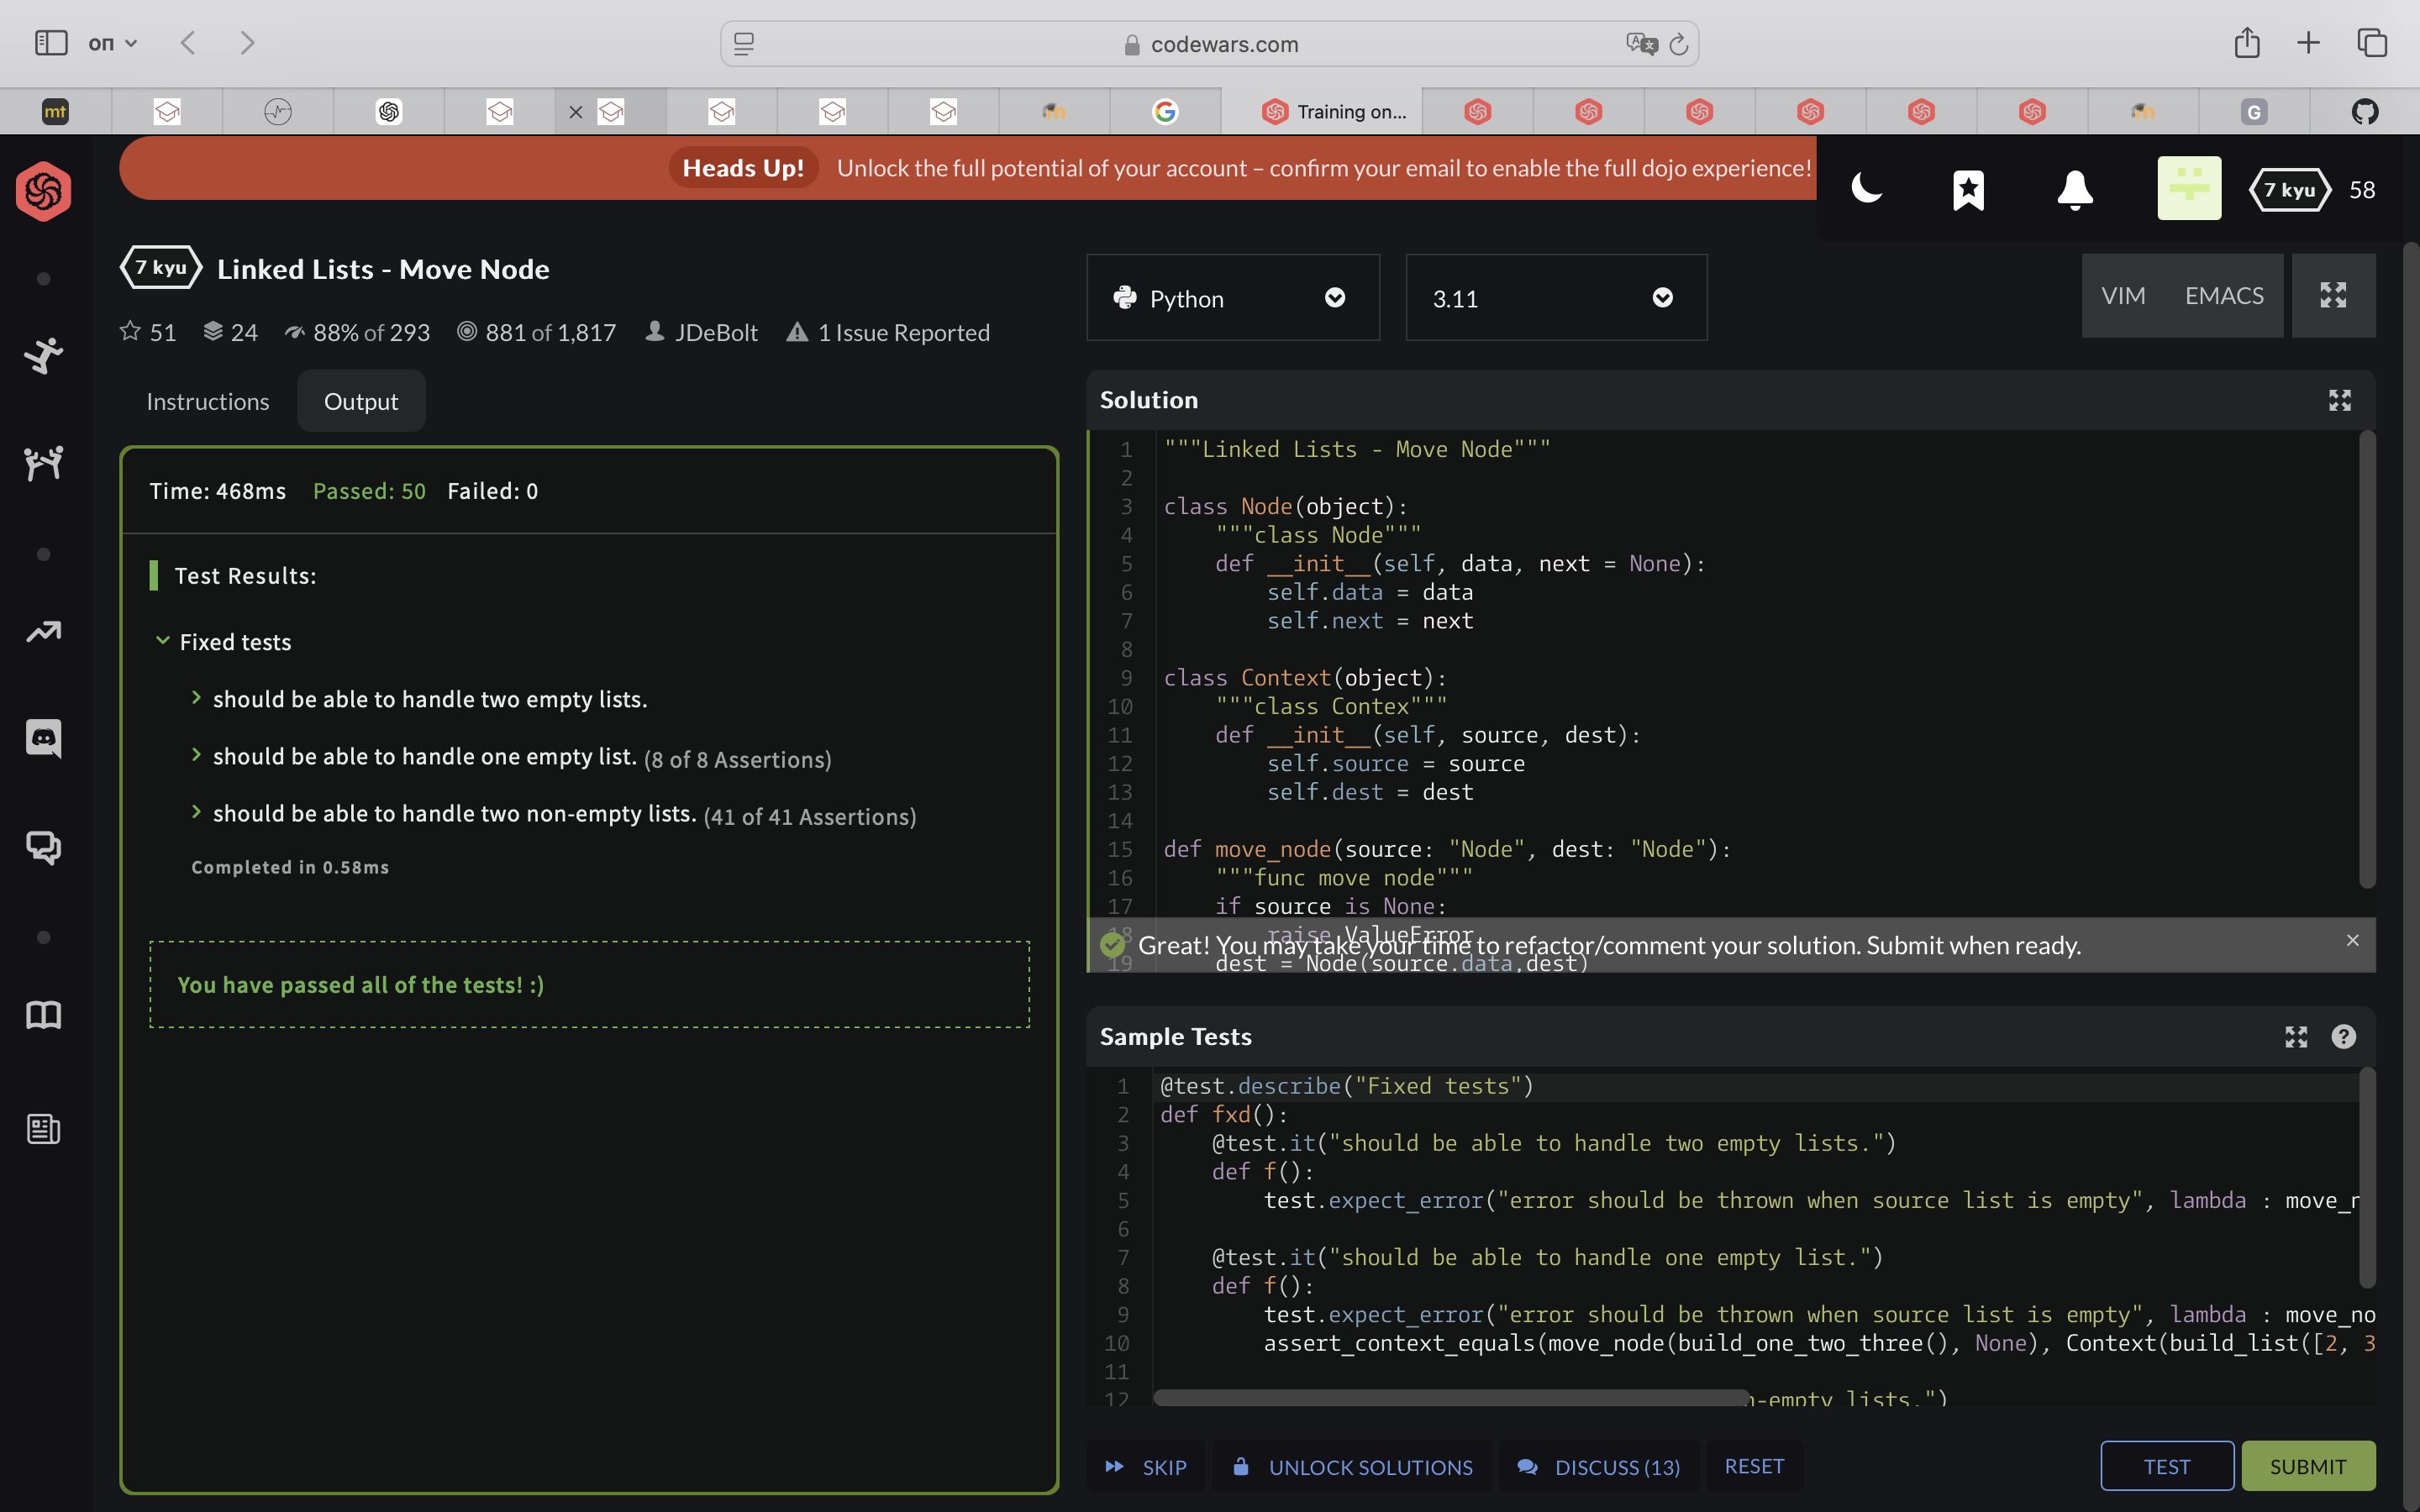 оп
codewars.com
mt
Training on...
G
Heads Up! Unlock the full potential of your account – confirm your email to enable the full dojo experience!
7 kyu 58
7 kyu Linked Lists - Move Node
51 24 88% of 293 881 of 1,817 JDeBolt 1 Issue Reported
Instructions Output
Time: 468ms Passed: 50 Failed: 0
Test Results:
Fixed tests
should be able to handle two empty lists.
should be able to handle one empty list. (8 of 8 Assertions)
should be able to handle two non-empty lists. (41 of 41 Assertions)
Completed in 0.58ms
You have passed all of the tests! :)
Python 3.11 VIM EMACS
Solution
1 """Linked Lists - Move Node"""
2
3 class Node(object):
4 """class Node"""
5 def __init__(self, data, next = None):
6 self.data = data
7 self.next = next
8
9 class Context(object):
10 """class Contex"""
11 def __init__(self, source, dest):
12 self.source = source
13 self.dest = dest
14
15 def move_node(source: "Node", dest: "Node"):
16 """func move node"""
17 if source is None:
18 raise ValueError
Great! You may take your time to refactor/comment your solution. Submit when ready.
19 dest = Node(source.data,dest)
Sample Tests
1 @test.describe("Fixed tests")
2 def fxd():
3 @test.it("should be able to handle two empty lists.")
4 def f():
5 test.expect_error("error should be thrown when source list is empty", lambda : move_n
6
7 @test.it("should be able to handle one empty list.")
8 def f():
9 test.expect_error("error should be thrown when source list is empty", lambda : move_no
10 assert_context_equals(move_node(build_one_two_three(), None), Context(build_list([2, 3
11
12 n-empty lists.")
SKIP UNLOCK SOLUTIONS DISCUSS (13) RESET TEST SUBMIT